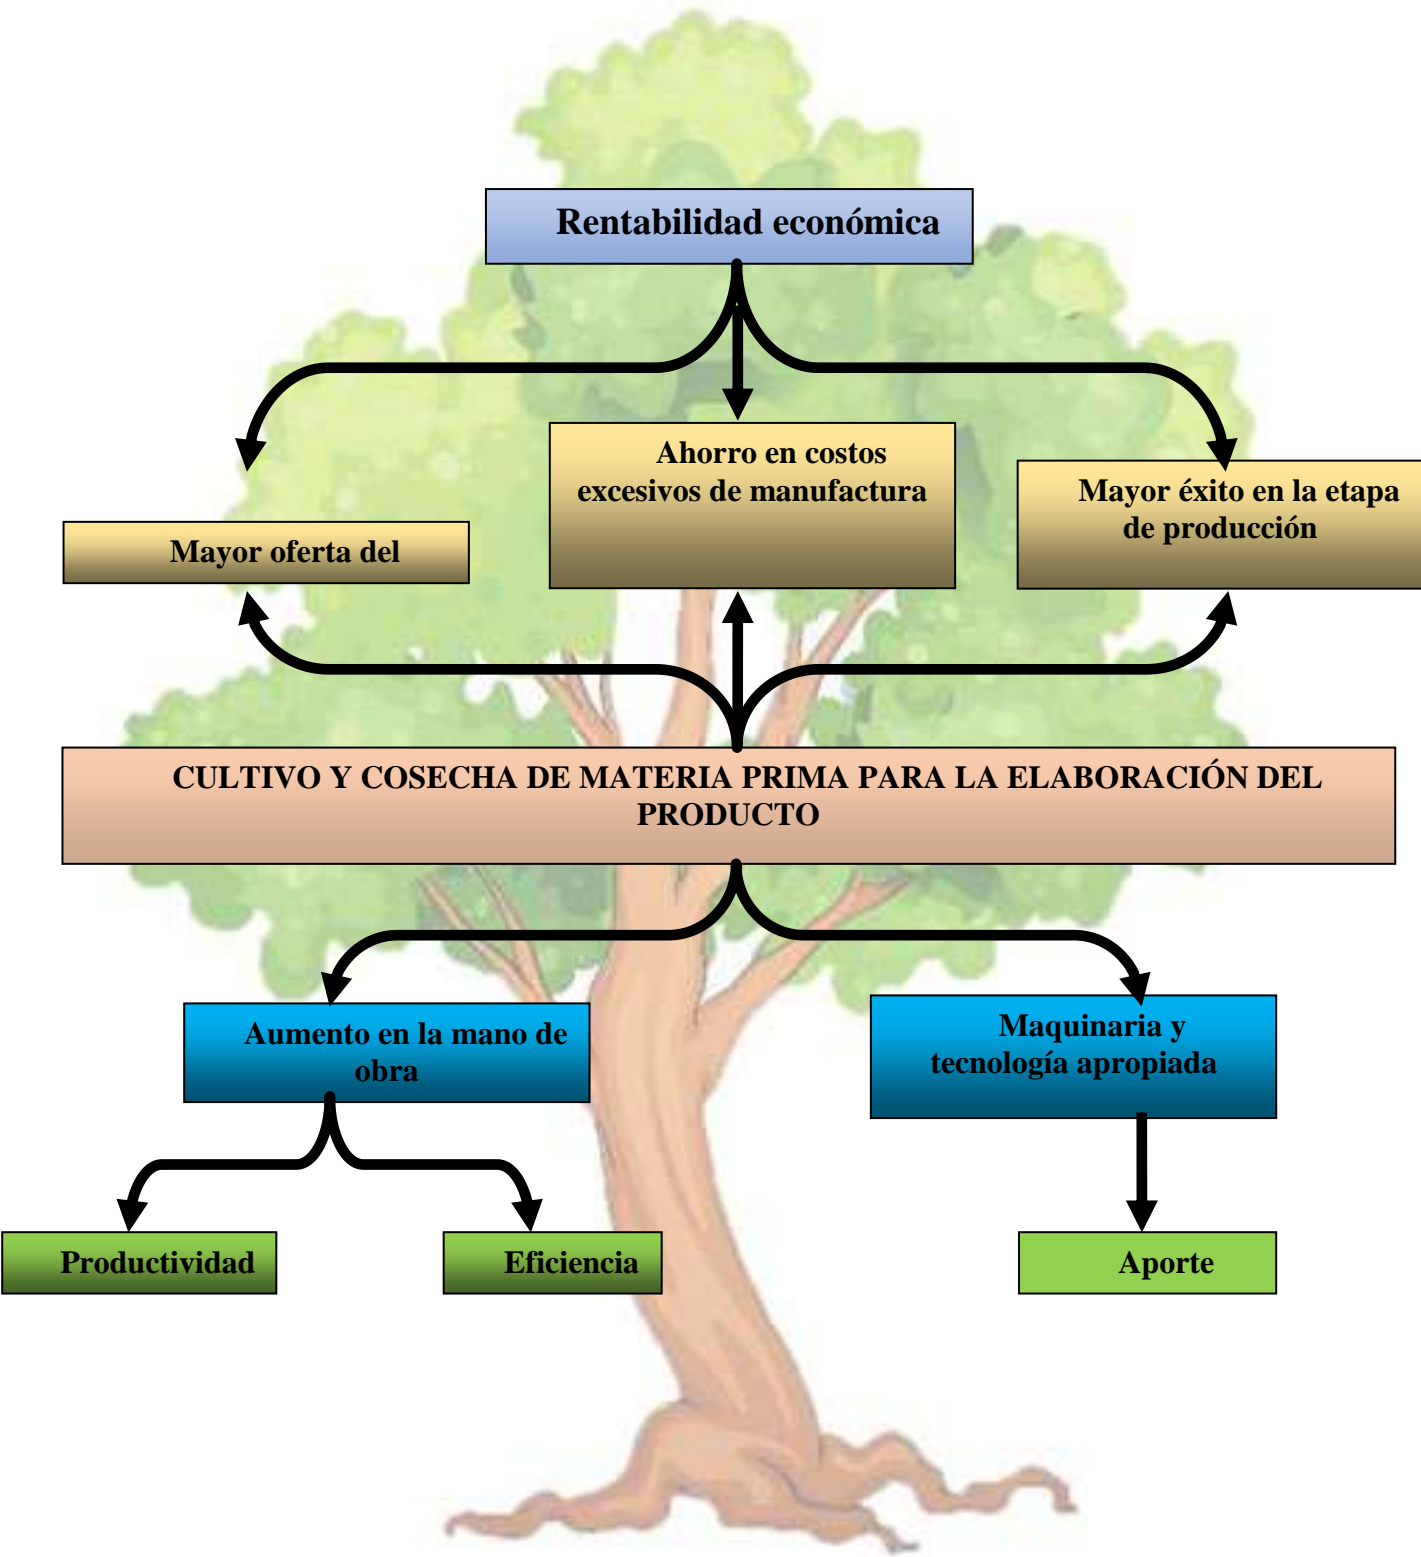 Rentabilidad económica
Ahorro en costos
excesivos de manufactura
Mayor éxito en la etapa
de producción
Mayor oferta del
CULTIVO Y COSECHA DE MATERIA PRIMA PARA LA ELABORACIÓN DEL
PRODUCTO
Aumento en la mano de
obra
Maquinaria y
tecnología apropiada
Productividad
Eficiencia
Aporte